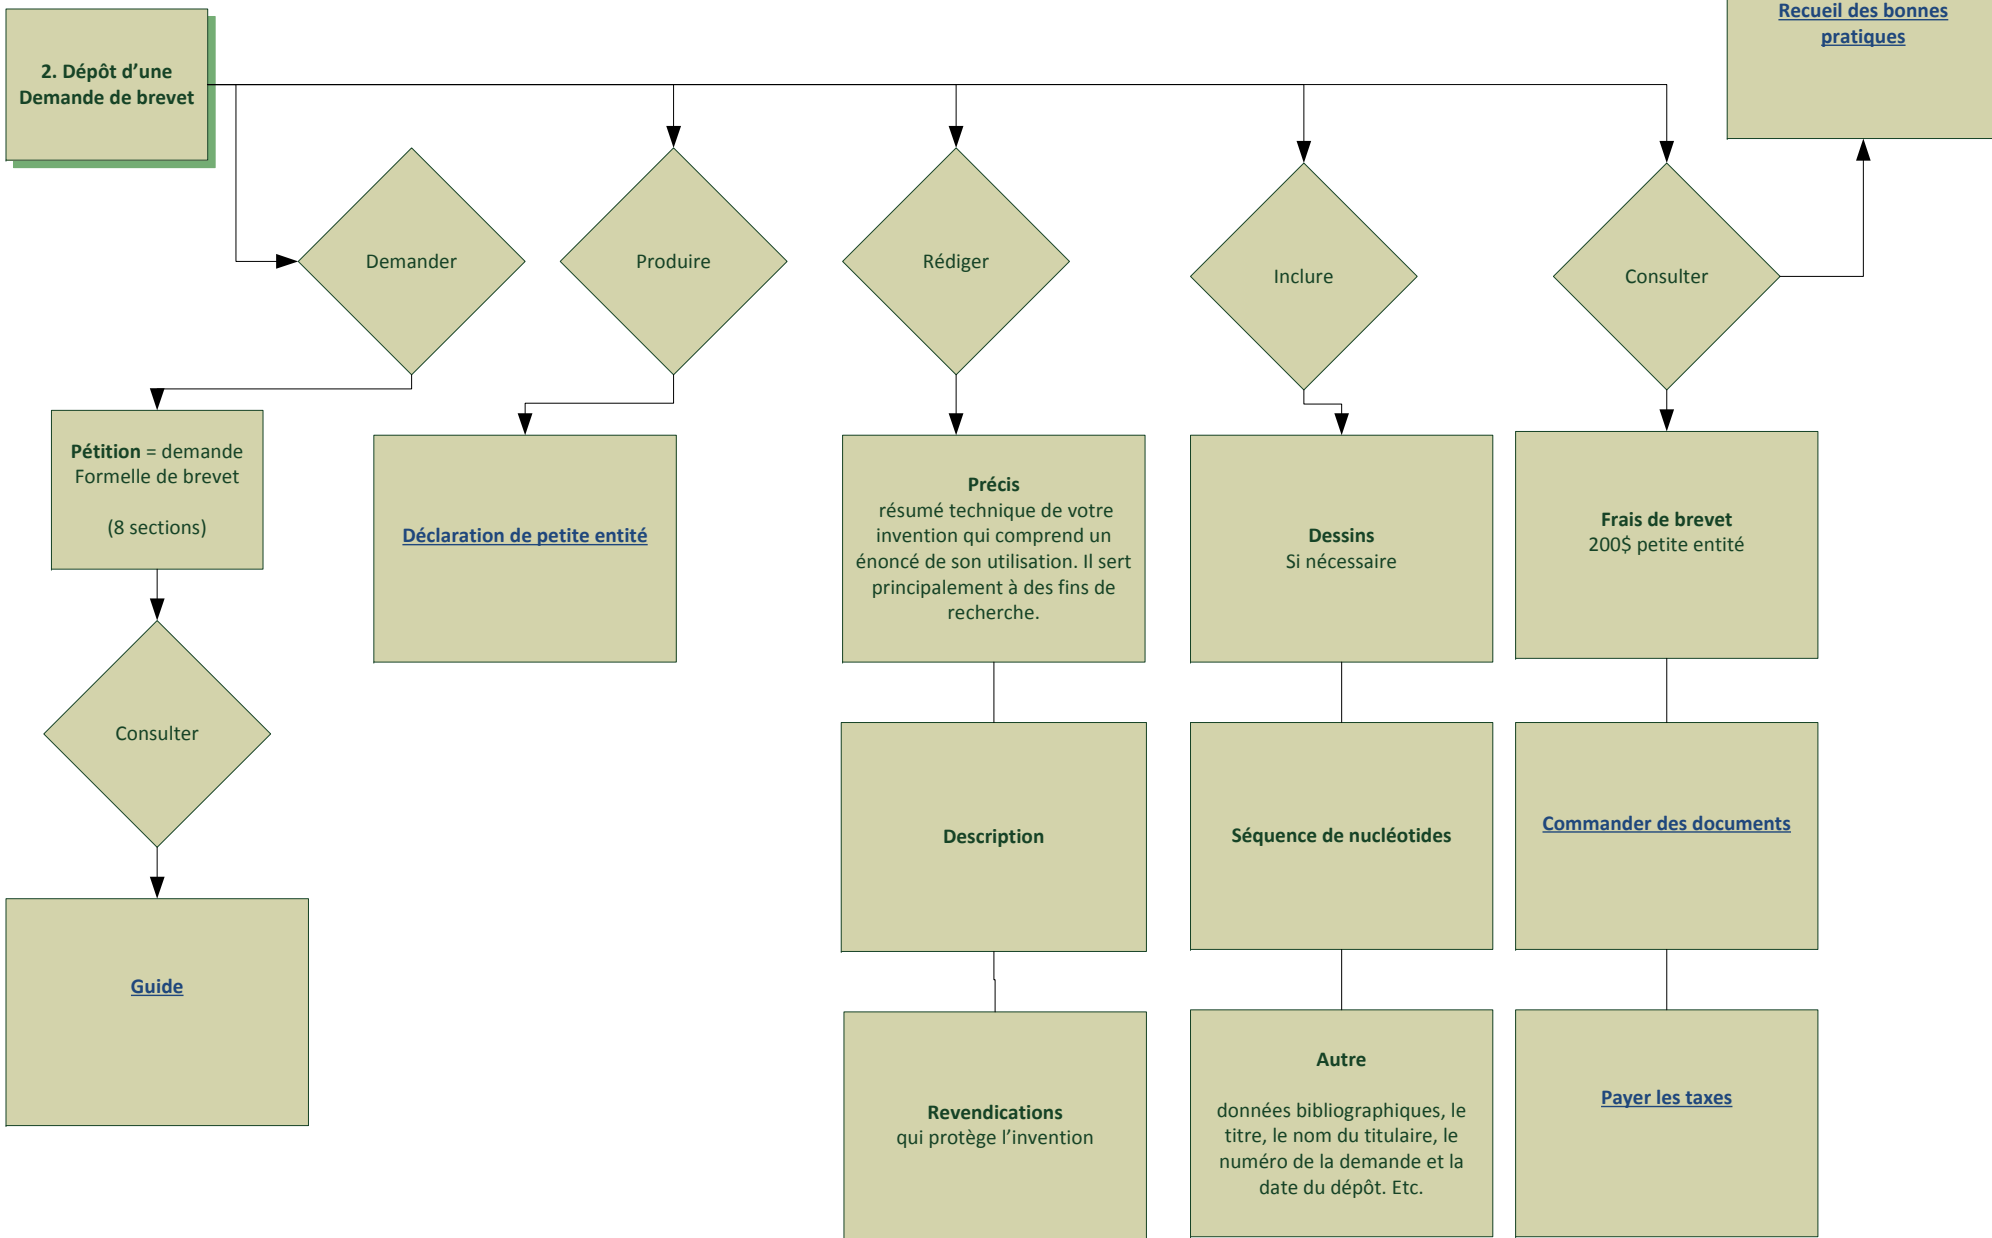 2. Dépôt d’une
Demande de brevet
Recueil des bonnes
pratiques
Demander
Produire
Rédiger
Inclure
Consulter
Pétition = demande
Formelle de brevet
(8 sections)
Déclaration de petite entité
Précis
résumé technique de votre
invention qui comprend un
énoncé de son utilisation. Il sert
principalement à des fins de
recherche.
Dessins
Si nécessaire
Frais de brevet
200$ petite entité
Consulter
Description
Séquence de nucléotides
Commander des documents
Guide
Revendications
qui protège l’invention
Autre
données bibliographiques, le
titre, le nom du titulaire, le
numéro de la demande et la
date du dépôt. Etc.
Payer les taxes